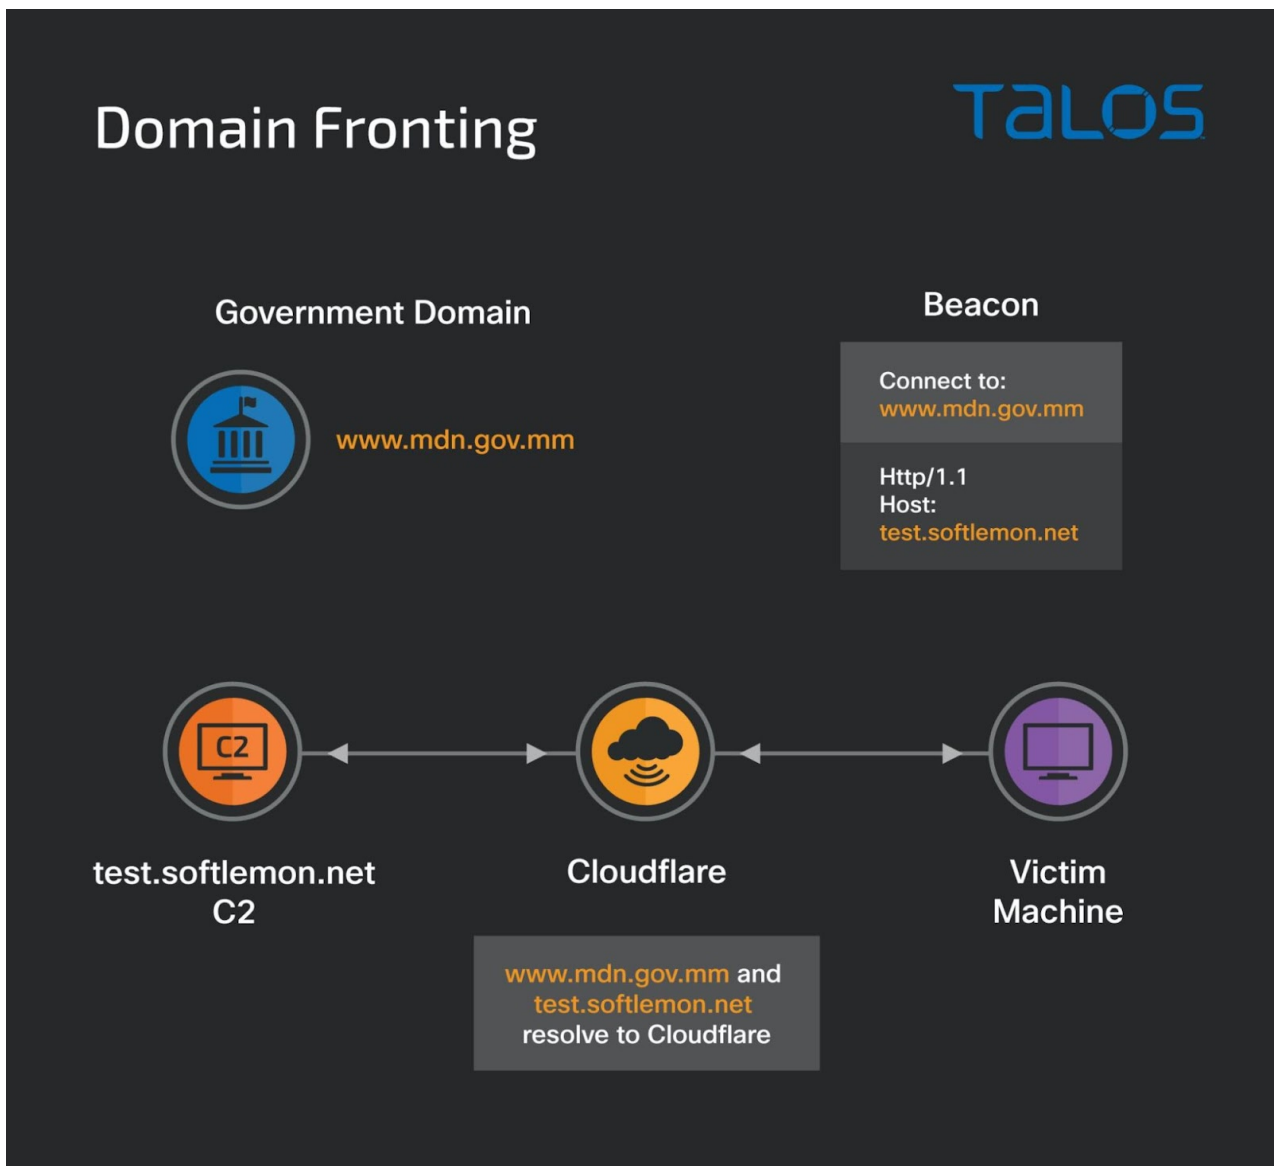 Domain Fronting
TALOS
Government Domain
www.mdn.gov.mm
Beacon
Connect to:
www.mdn.gov.mm
Http/1.1
Host:
test.softlemon.net
C2
test.softlemon.net
C2
Cloudflare
Victim
Machine
www.mdn.gov.mm and
test.softlemon.net
resolve to Cloudflare